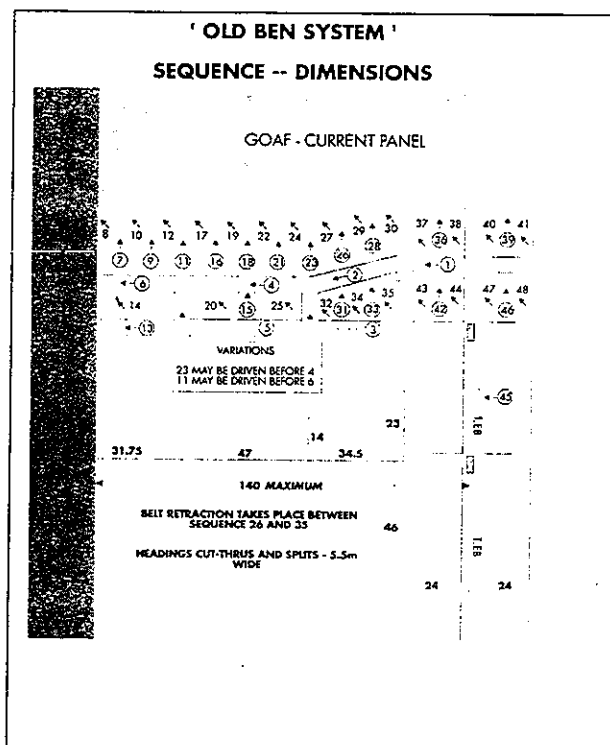 ' OLD BEN SYSTEM '
SEQUENCE -- DIMENSIONS
GOAF - CURRENT PANEL
8 10 12 17 19 22 24 27 29 30 37 38 40 41
7 9 11 16 18 21 23 26 28 36 39
6 4 2 1
14 20 25 32 34 35 43 44 47 48
13 15 5 31 33 3 42 46
VARIATIONS
23 MAY BE DRIVEN BEFORE 4
11 MAY BE DRIVEN BEFORE 6
45
23
14
1.EB
31.75 47 34.5
140 MAXIMUM
BELT RETRACTION TAKES PLACE BETWEEN
SEQUENCE 26 AND 35
46
HEADINGS CUT-THRUS AND SPLITS - 5.5m
WIDE
1.EB
24 24